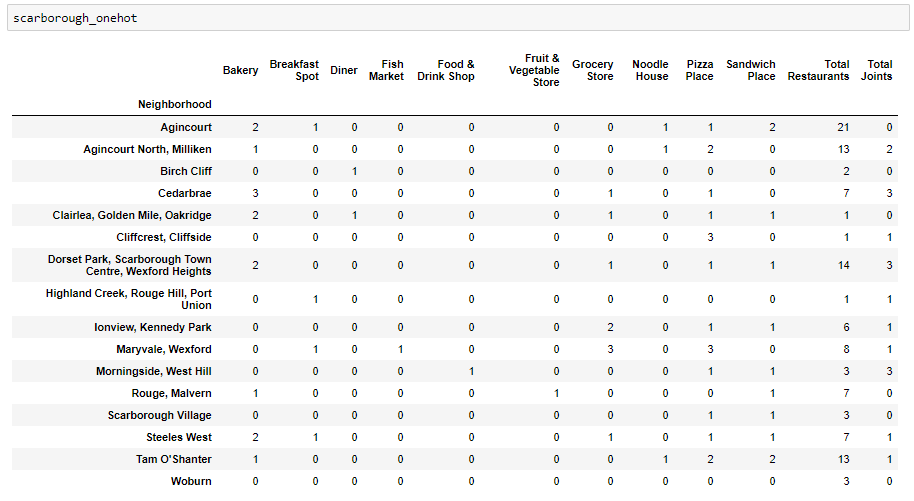 scarborough_onehot
Bakery Breakfast Spot Diner Fish Market Food & Drink Shop Fruit & Vegetable Store Grocery Store Noodle House Pizza Place Sandwich Place Total Restaurants Total Joints
Neighborhood
Agincourt 2 1 0 0 0 0 0 1 1 2 21 0
Agincourt North, Milliken 1 0 0 0 0 0 0 1 2 0 13 2
Birch Cliff 0 0 1 0 0 0 0 0 0 0 2 0
Cedarbrae 3 0 0 0 0 0 1 0 1 0 7 3
Clairlea, Golden Mile, Oakridge 2 0 1 0 0 0 1 0 1 1 1 0
Cliffcrest, Cliffside 0 0 0 0 0 0 0 0 3 0 1 1
Dorset Park, Scarborough Town
Centre, Wexford Heights 2 0 0 0 0 0 1 0 1 1 14 3
Highland Creek, Rouge Hill, Port
Union 0 1 0 0 0 0 0 0 0 0 1 1
Ionview, Kennedy Park 0 0 0 0 0 0 2 0 1 1 6 1
Maryvale, Wexford 0 1 0 1 0 0 3 0 3 0 8 1
Morningside, West Hill 0 0 0 0 1 0 0 0 1 1 3 3
Rouge, Malvern 1 0 0 0 0 1 0 0 0 1 7 0
Scarborough Village 0 0 0 0 0 0 0 0 1 1 3 0
Steeles West 2 1 0 0 0 0 1 0 1 1 7 1
Tam O'Shanter 1 0 0 0 0 0 0 1 2 2 13 1
Woburn 0 0 0 0 0 0 0 0 0 0 3 0